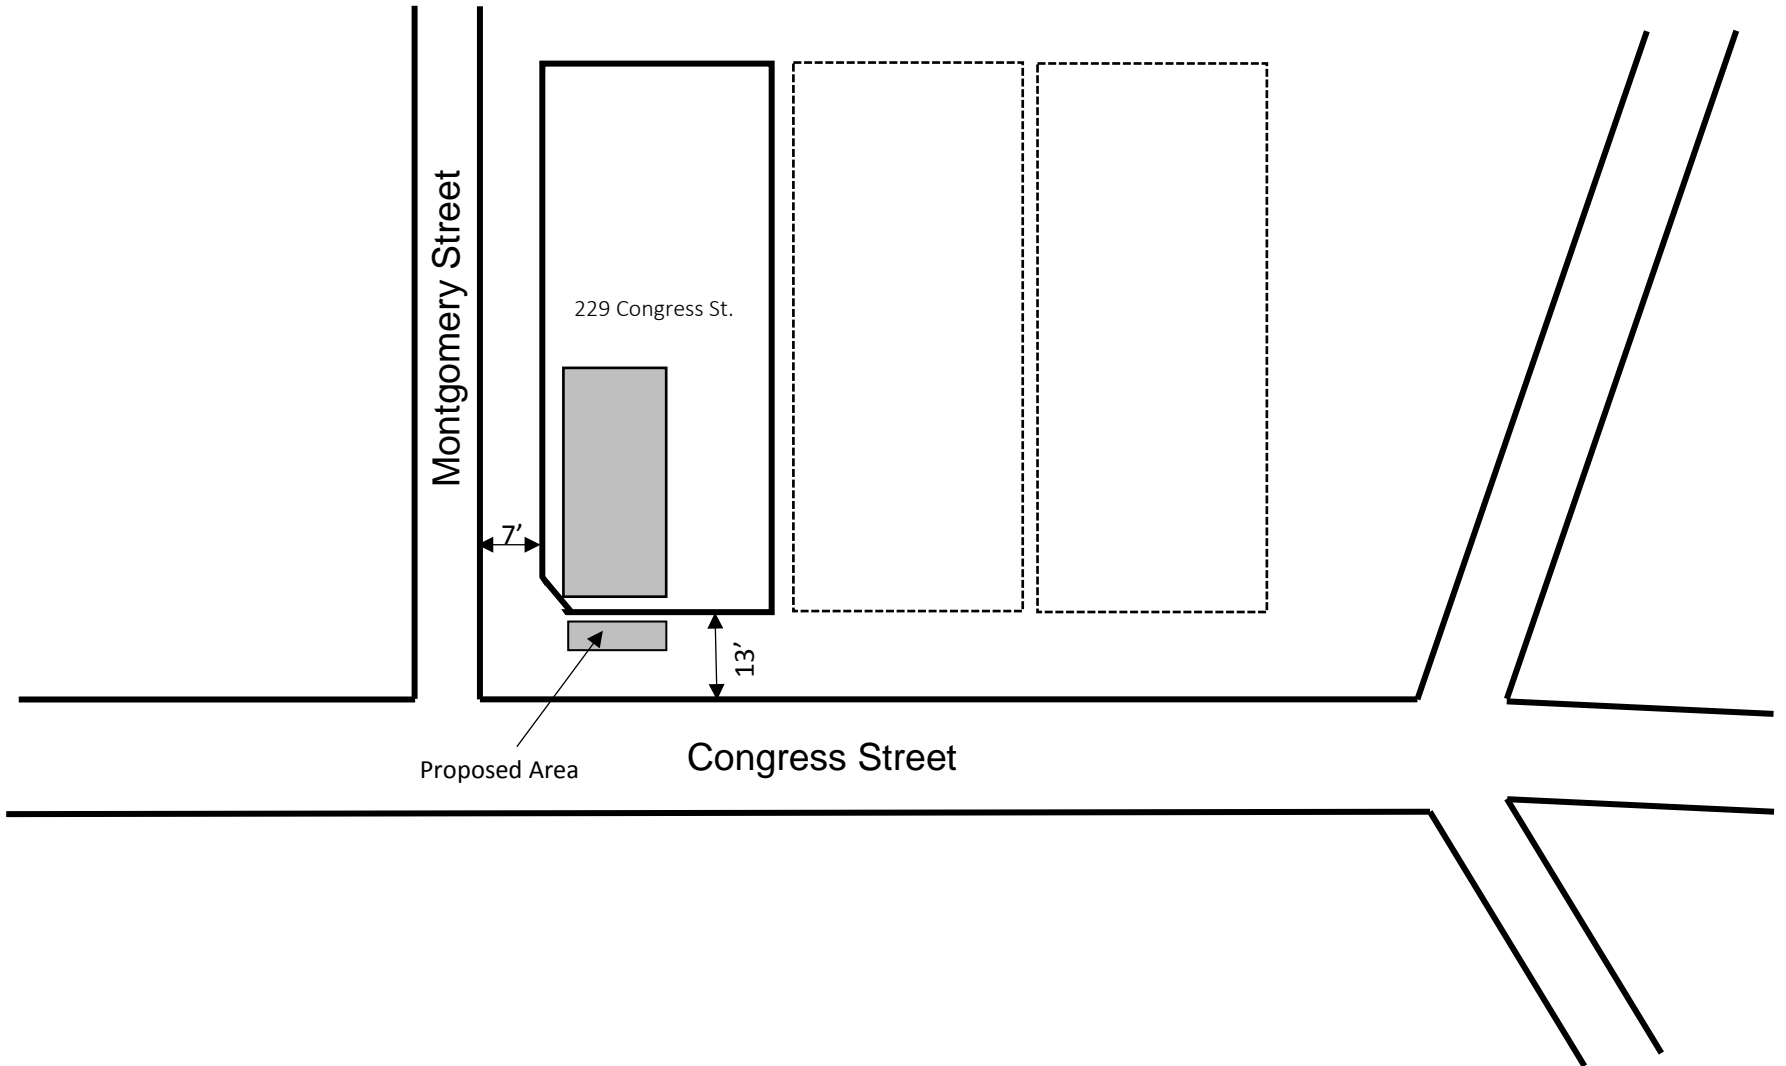 Montgomery Street
229 Congress St.
7’
13’
Proposed Area
Congress Street